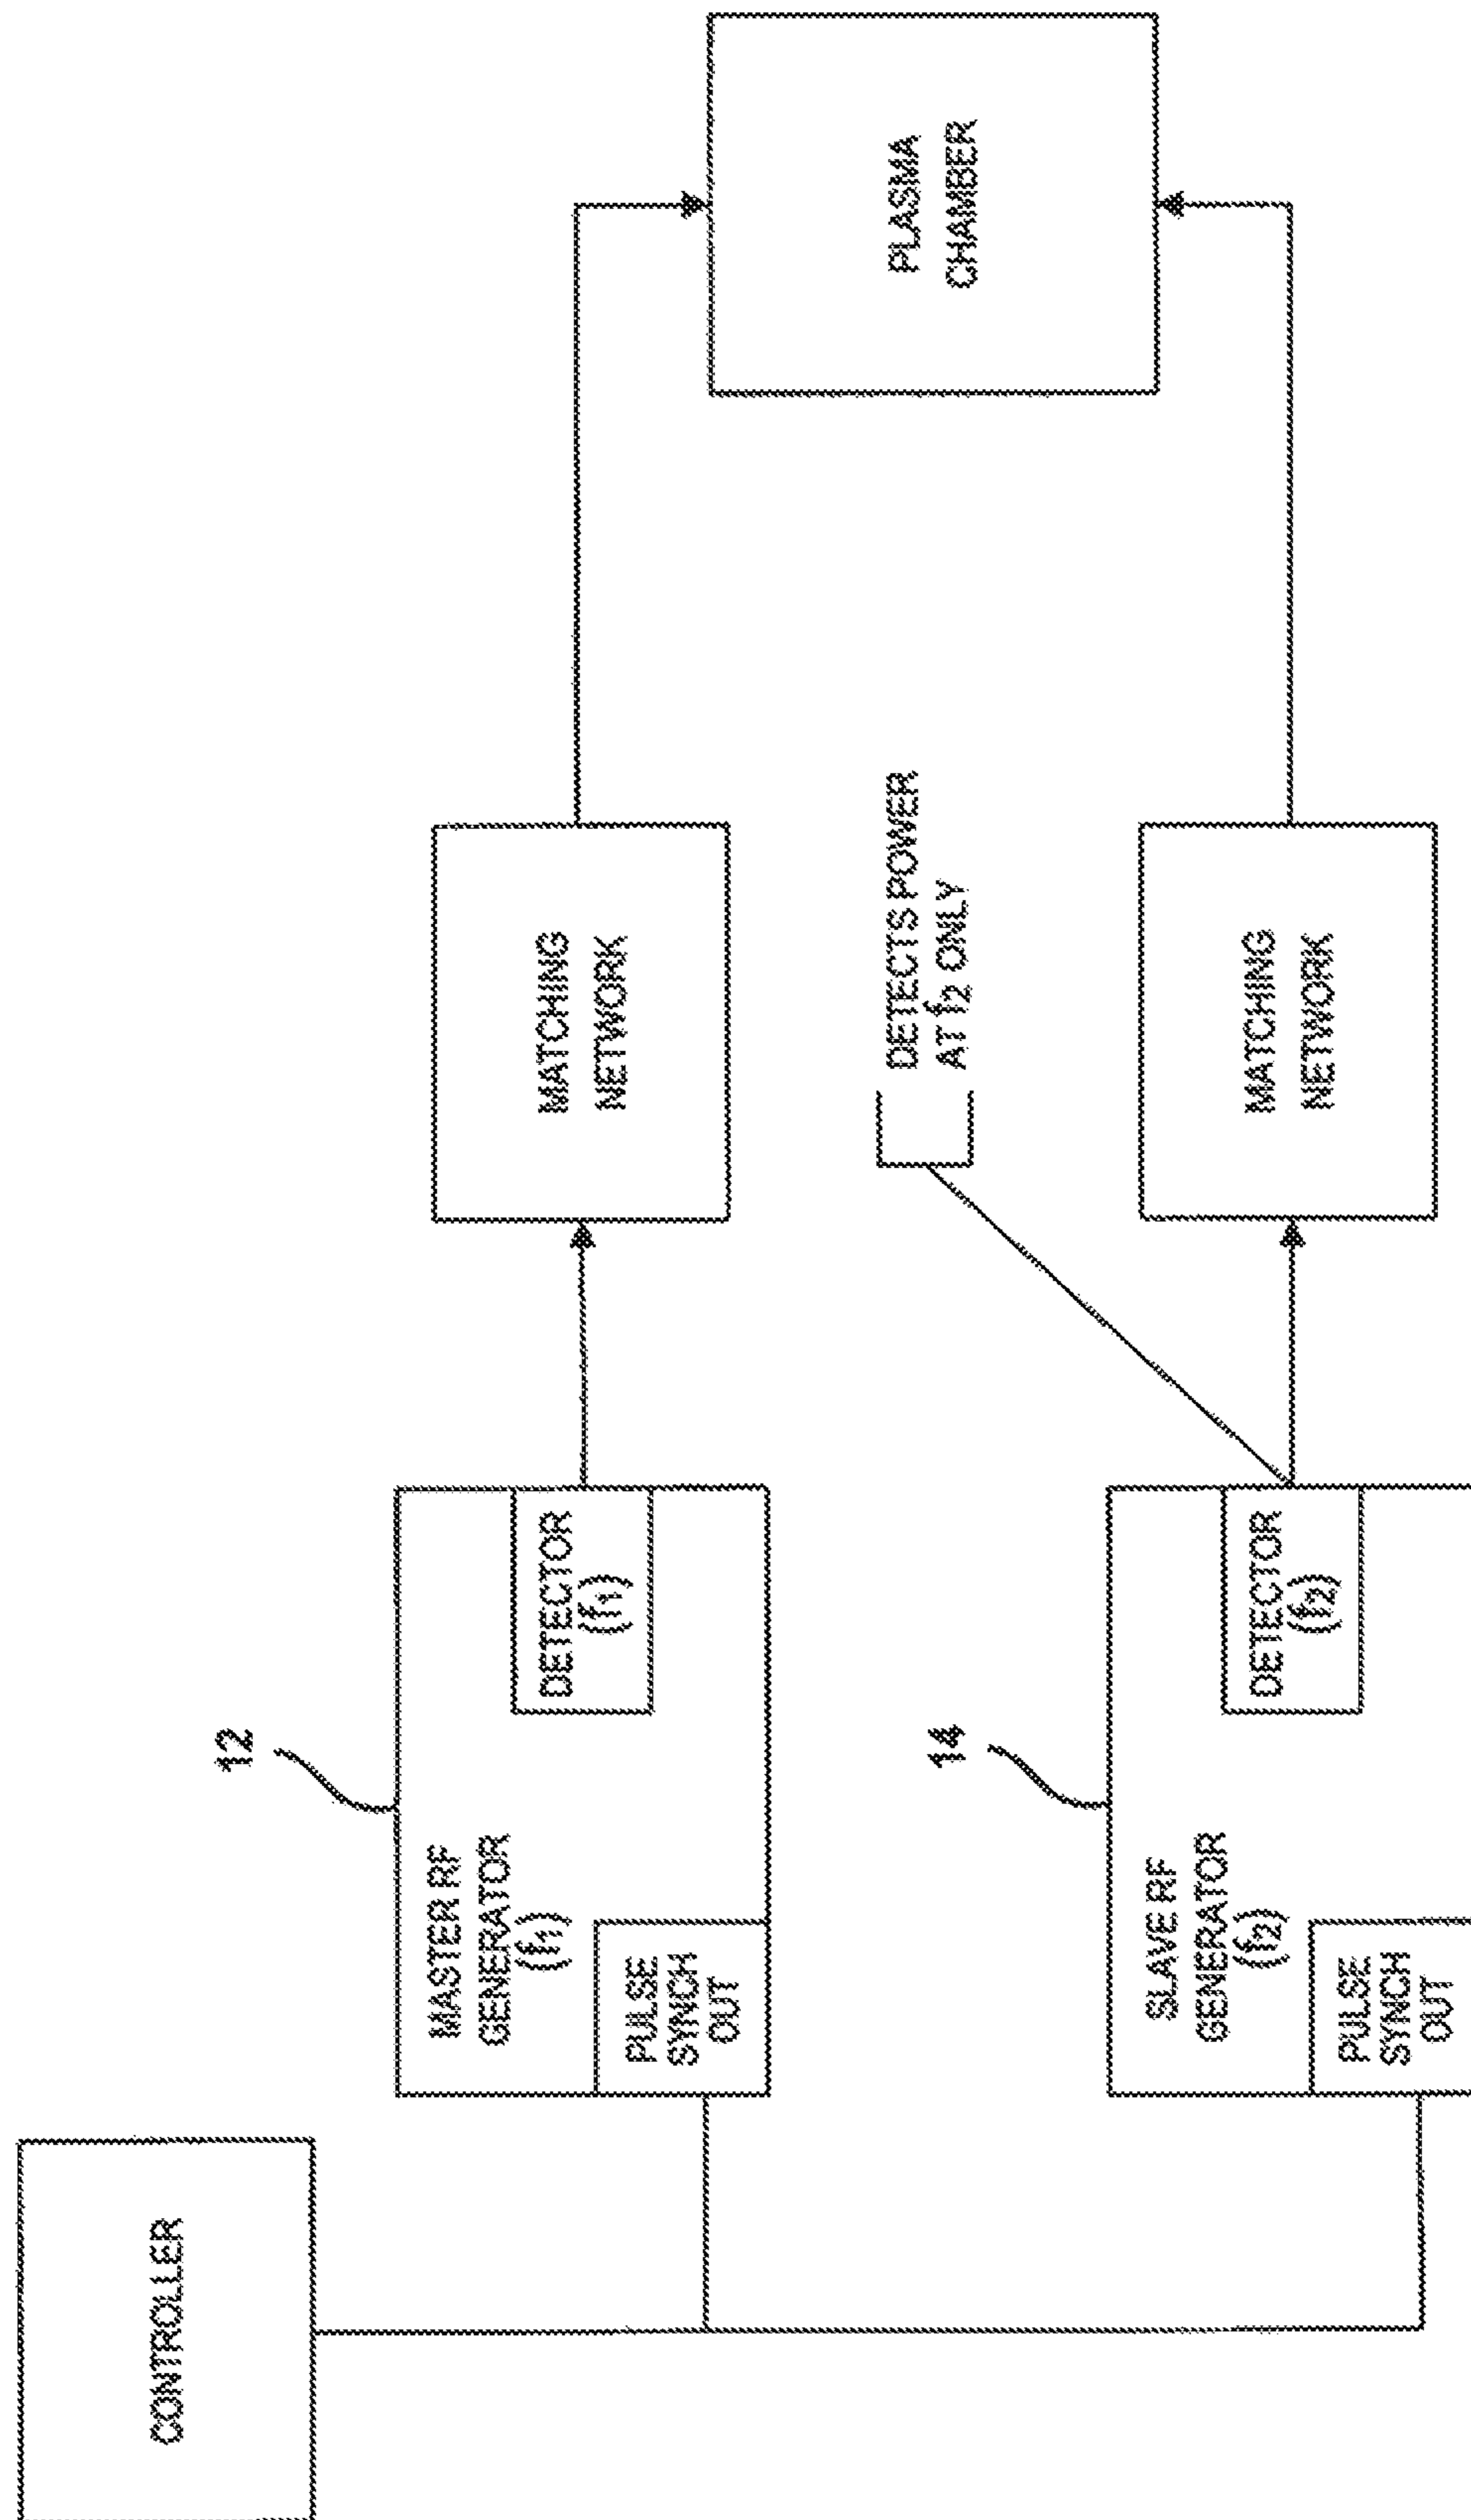 CONTROLLER
12
MASTER RF
GENERATOR
(f1)
DETECTOR
(f1)
PULSE
SYNCH
OUT
MATCHING
NETWORK
PLASMA
CHAMBER
DETECTS POWER
AT f2 ONLY
14
SLAVE RF
GENERATOR
(f2)
DETECTOR
(f2)
PULSE
SYNCH
OUT
MATCHING
NETWORK